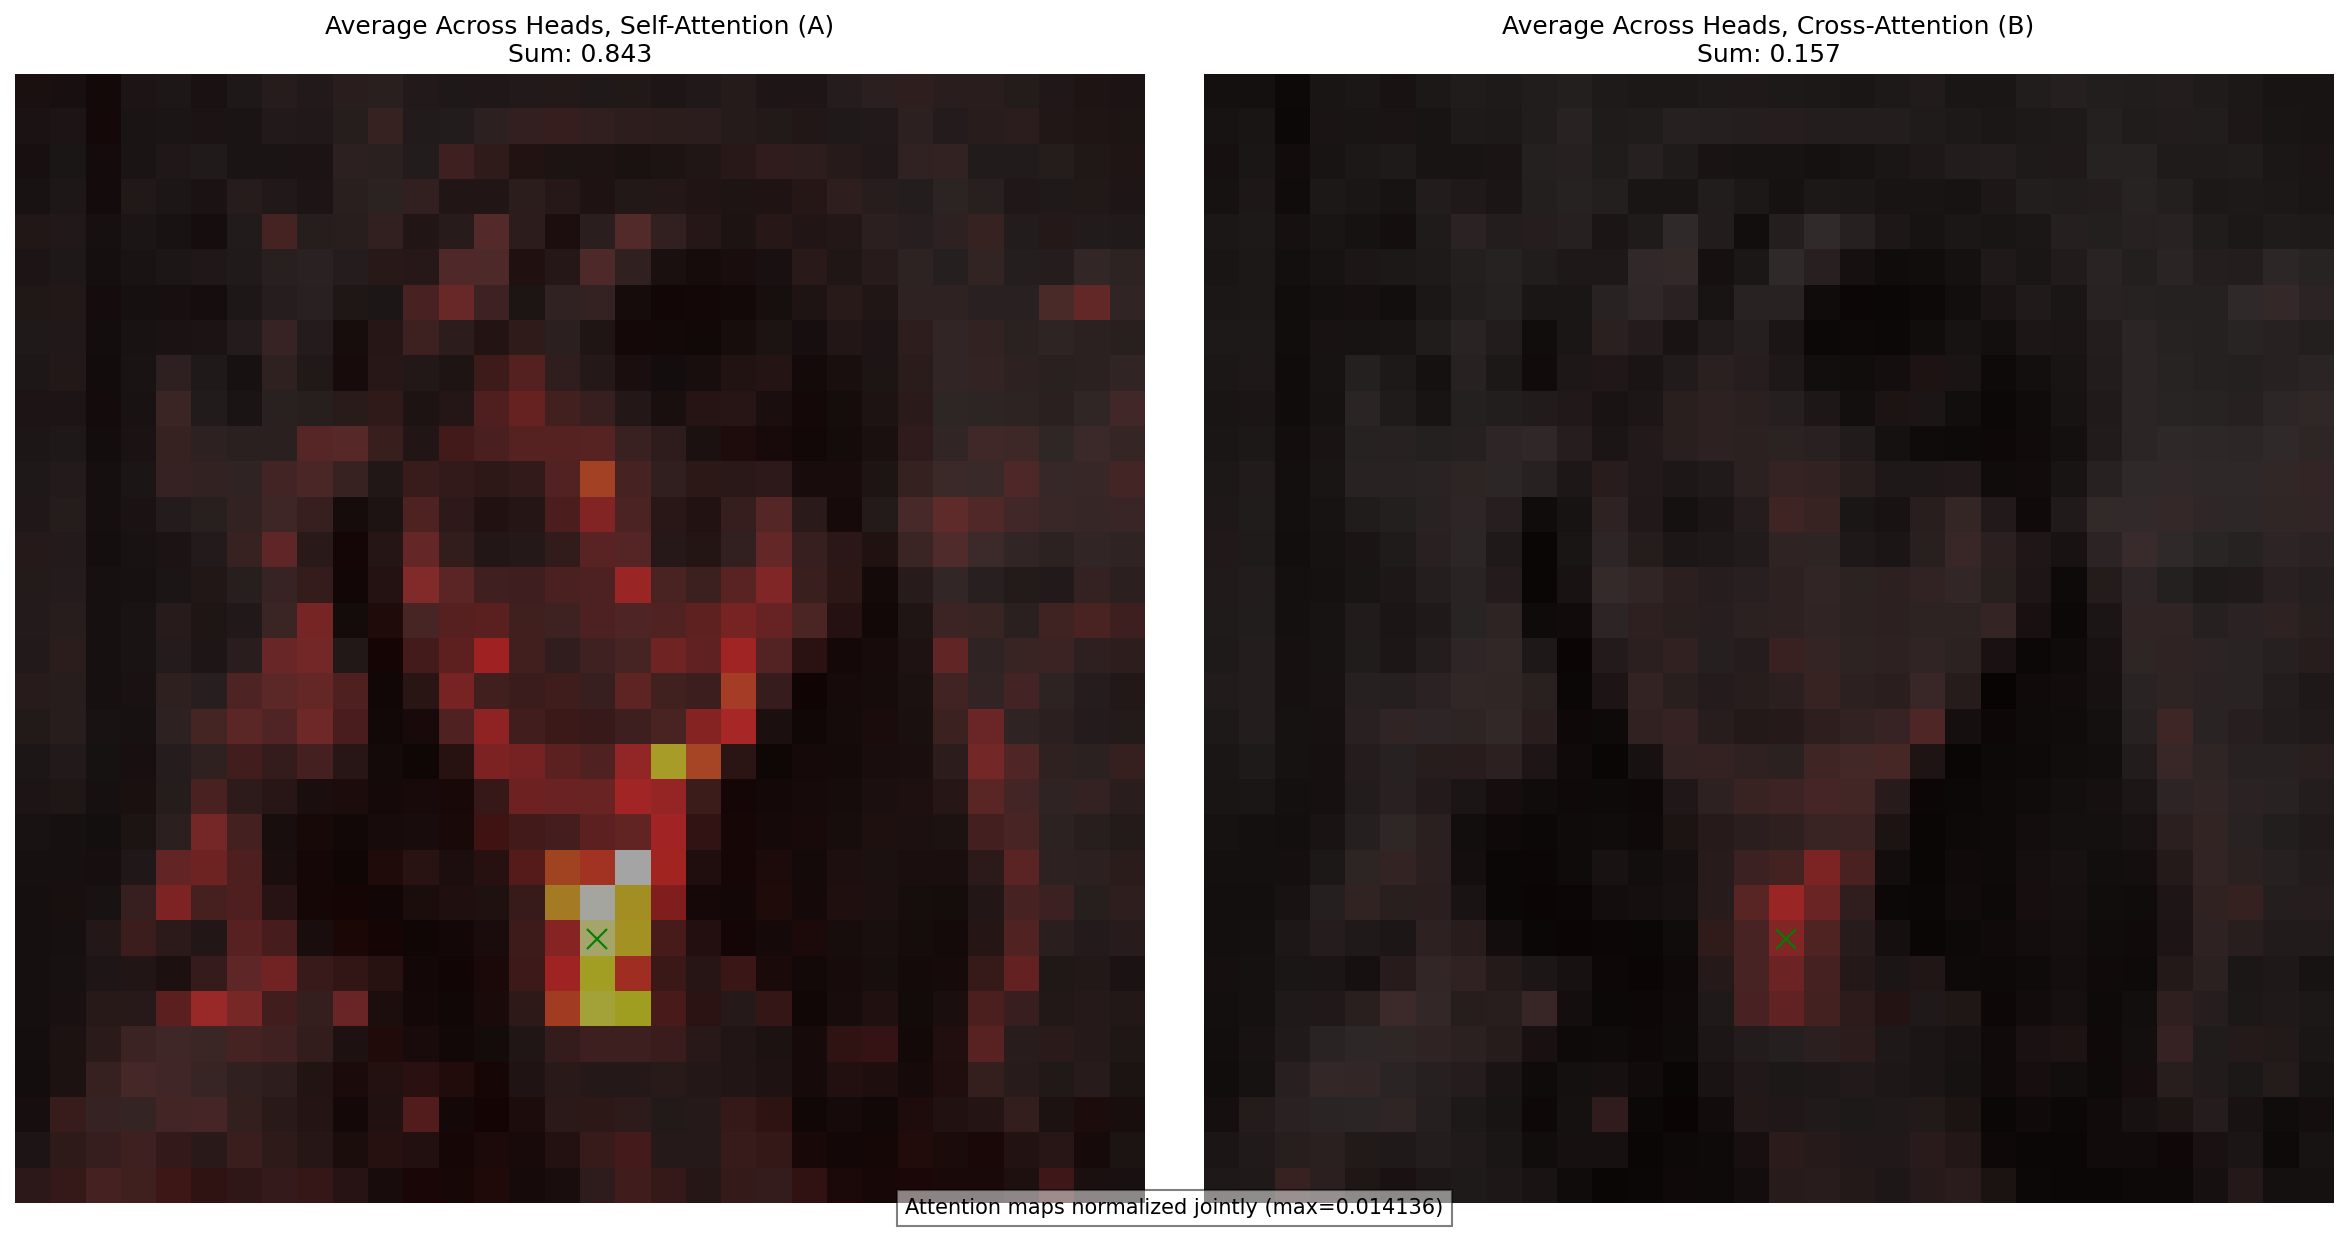 Average Across Heads, Self-Attention (A)
Sum: 0.843
Average Across Heads, Cross-Attention (B)
Sum: 0.157
Attention maps normalized jointly (max=0.014136)